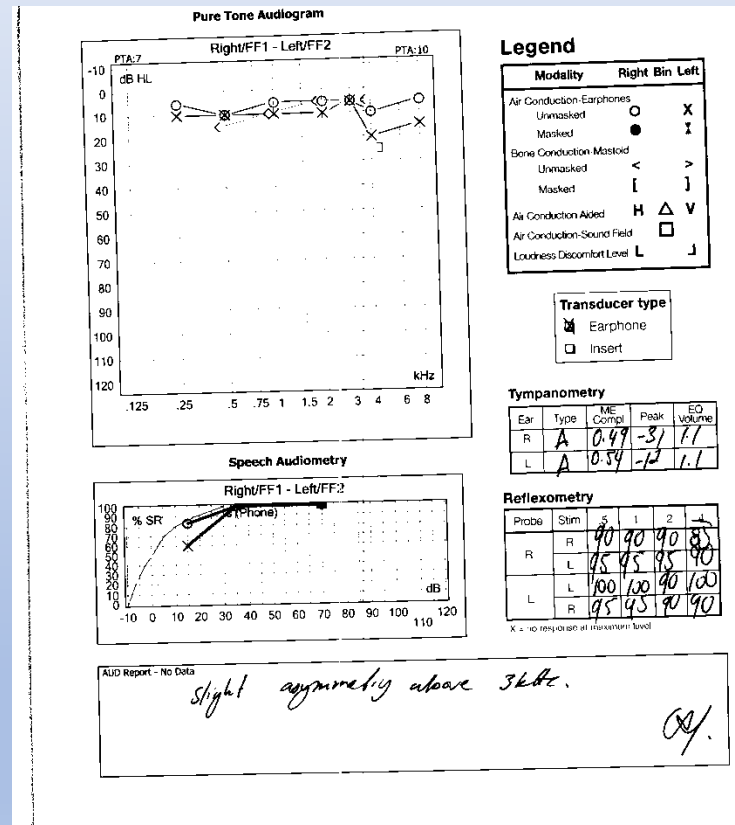 Pure Tone Audiogram
Right/FF1 - Left/FF2
PTA:7
PTA:10
dB HL
-10
0
10
20
30
40
50
60
70
80
90
100
110
120
kHz
.125 .25 .5 .75 1 1.5 2 3 4 6 8
Legend
Modality Right Bin Left
Air Conduction-Earphones
Unmasked O X
Masked
Bone Conduction-Mastoid
Unmasked < >
Masked [ ]
Air Conduction Aided H Δ V
Air Conduction-Sound Field □
Loudness Discomfort Level L ⅃
Transducer type
Earphone
Insert
Tympanometry
Ear Type ME Compl Peak EQ Volume
R A 0.49 -31 1.1
L A 0.54 -12 1.1
Speech Audiometry
Right/FF1 - Left/FF2
% SR
(Phone)
100
90
80
70
60
50
40
30
20
10
0
dB
-10 0 10 20 30 40 50 60 70 80 90 100 110 120
Reflexometry
Probe Stim .5 1 2 4
R R 90 90 90 85
L 95 95 95 90
L L 100 100 90 100
R 95 95 90 90
X = no response at maximum level
AUD Report - No Data
slight asymmetry above 3kHz.